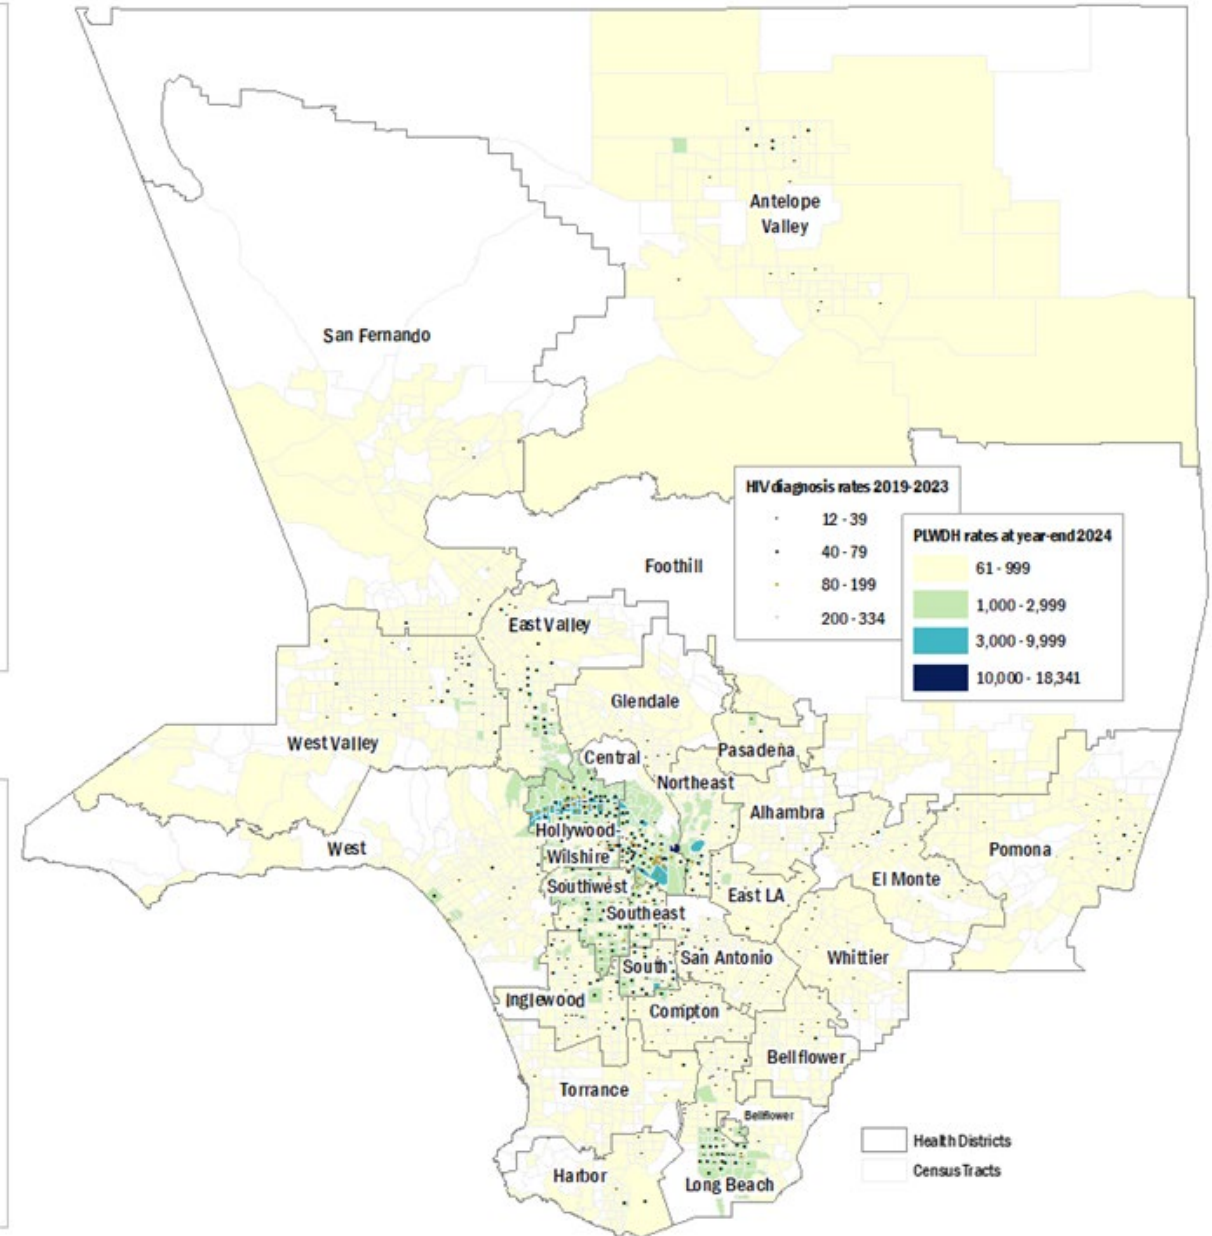 Antelope
Valley
San Fernando
HIV diagnosis rates 2019-2023
12 - 39
40 - 79
80 - 199
200 - 334
PLWDH rates at year-end 2024
61 - 999
1,000 - 2,999
3,000 - 9,999
10,000 - 18,341
Foothill
East Valley
Glendale
West Valley
Central
Pasadena
Northeast
Alhambra
Hollywood-
Wilshire
West
Pomona
El Monte
Southwest
East LA
Southeast
San Antonio
Whittier
South
Inglewood
Compton
Bellflower
Torrance
Bellflower
Health Districts
Census Tracts
Harbor
Long Beach